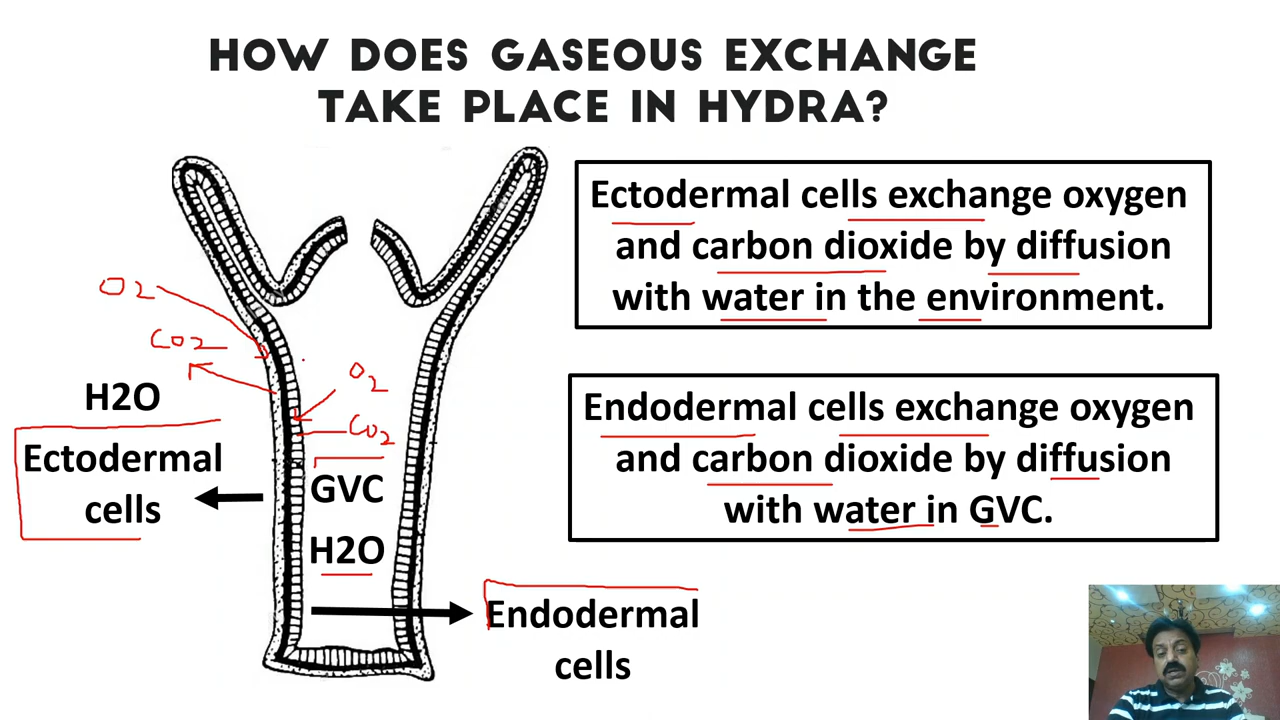 HOW DOES GASEOUS EXCHANGE
TAKE PLACE IN HYDRA?
Ectodermal cells exchange oxygen
and carbon dioxide by diffusion
with water in the environment.
O2
CO2
H2O
Ectodermal
cells
O2
CO2
GVC
H2O
Endodermal cells exchange oxygen
and carbon dioxide by diffusion
with water in GVC.
Endodermal
cells